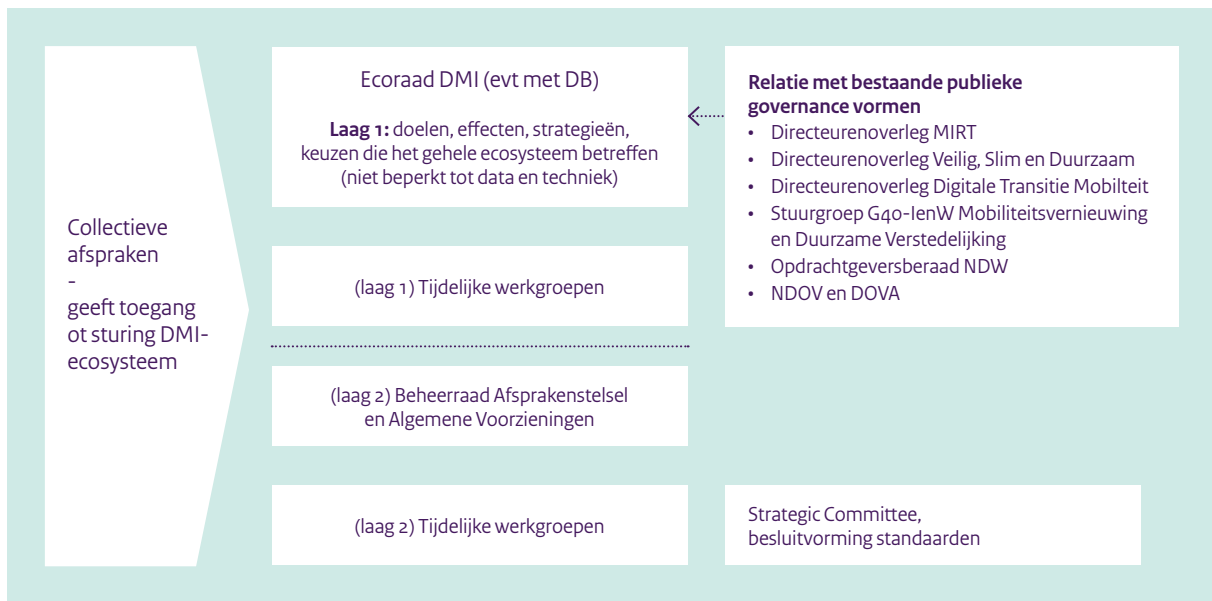 Collectieve
afspraken
-
geeft toegang
ot sturing DMI-
ecosysteem
Ecoraad DMI (evt met DB)
Laag 1: doelen, effecten, strategieën,
keuzen die het gehele ecosysteem betreffen
(niet beperkt tot data en techniek)
(laag 1) Tijdelijke werkgroepen
(laag 2) Beheerraad Afsprakenstelsel
en Algemene Voorzieningen
(laag 2) Tijdelijke werkgroepen
Relatie met bestaande publieke
governance vormen
• Directeurenoverleg MIRT
• Directeurenoverleg Veilig, Slim en Duurzaam
• Directeurenoverleg Digitale Transitie Mobilteit
• Stuurgroep G40-IenW Mobiliteitsvernieuwing
en Duurzame Verstedelijking
• Opdrachtgeversberaad NDW
• NDOV en DOVA
Strategic Committee,
besluitvorming standaarden